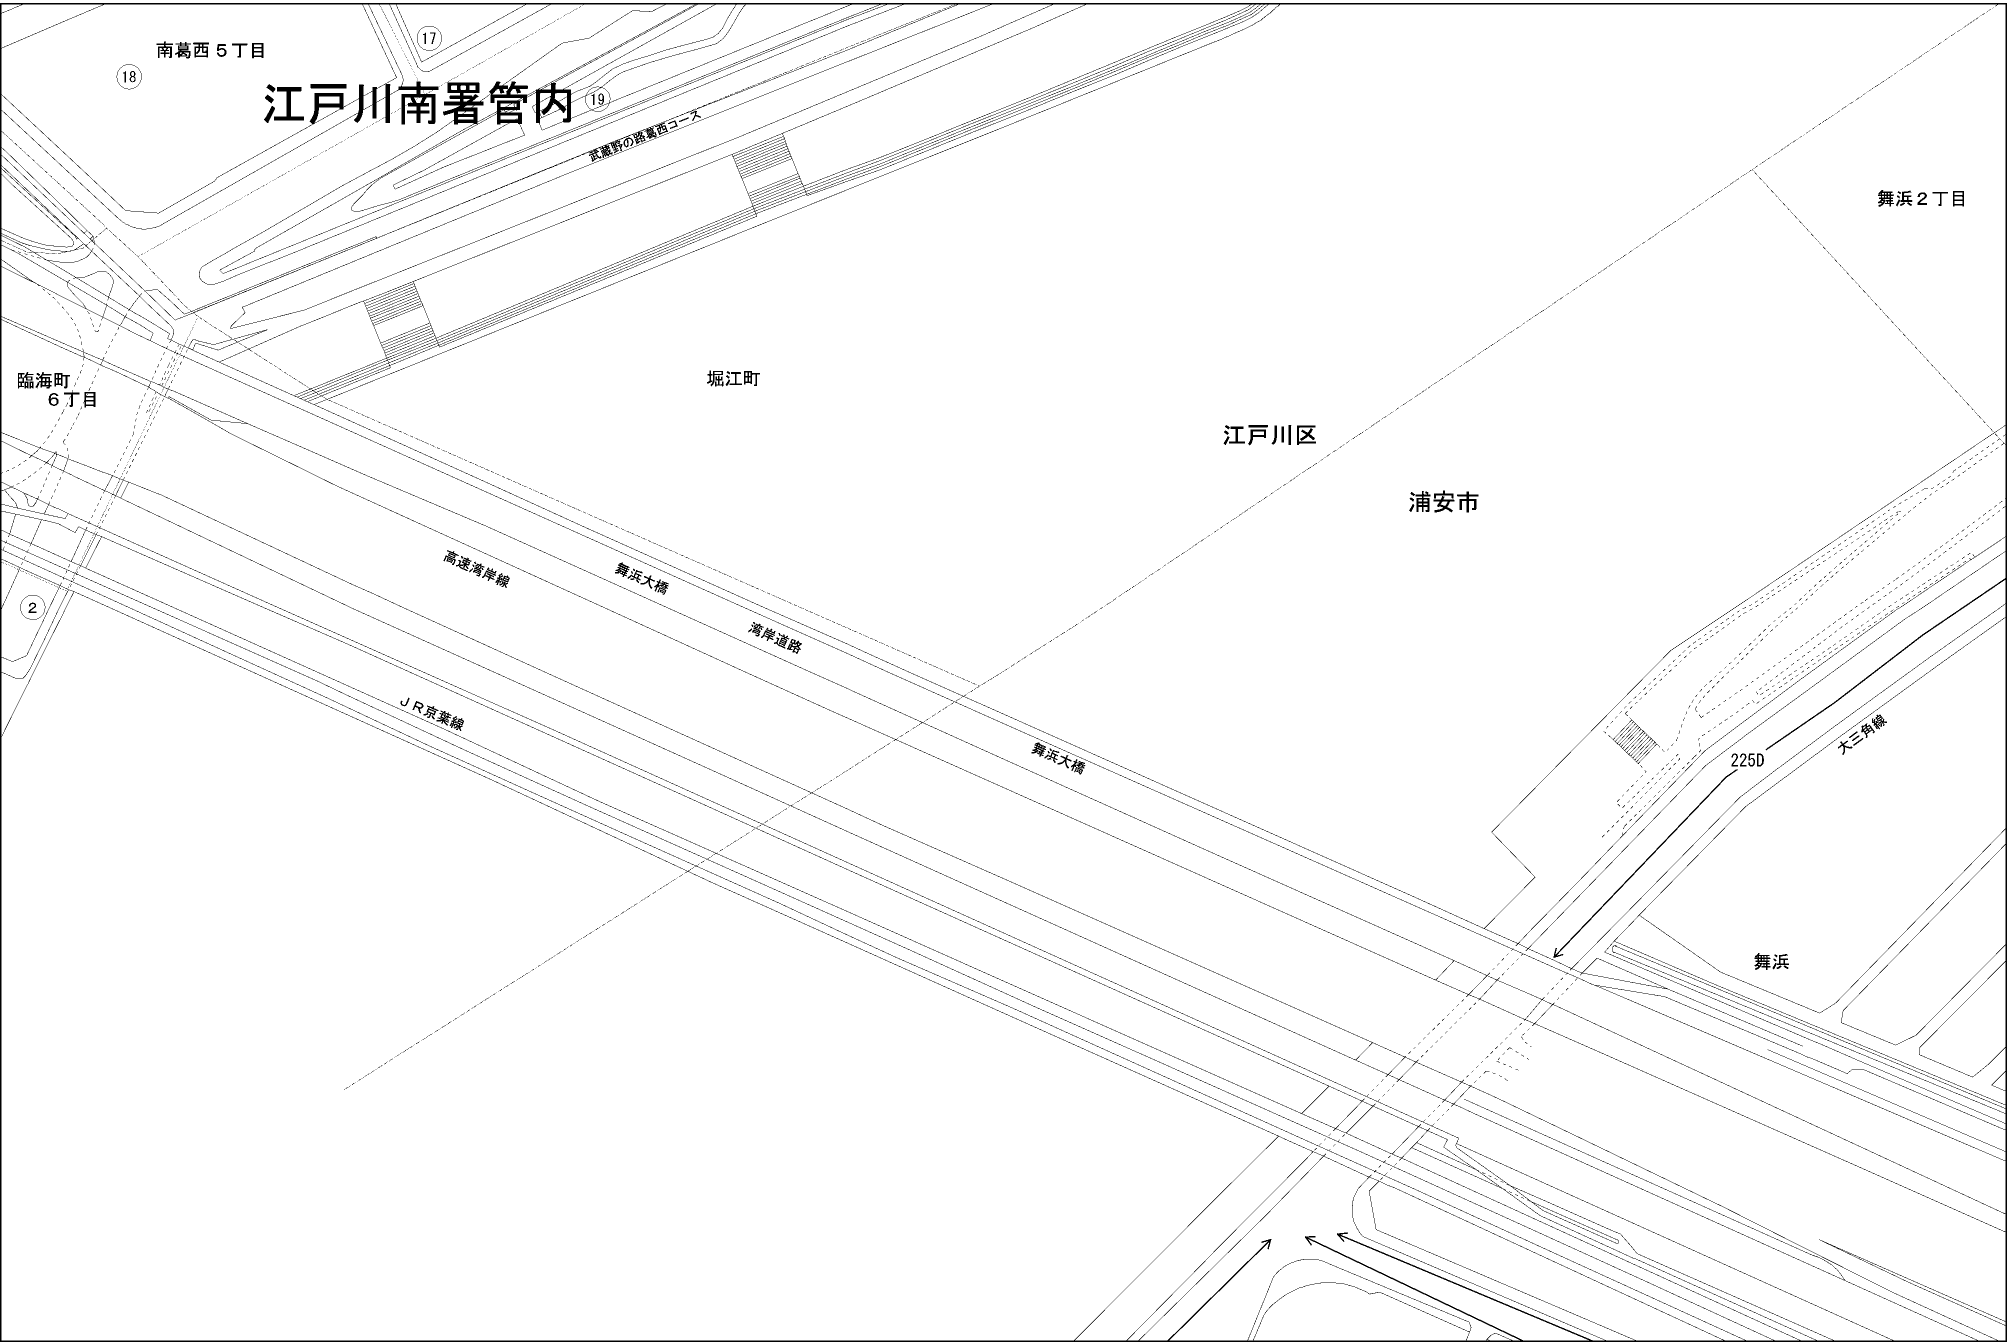 17
南葛西５丁目
18
江戸川南署管内
19
武蔵野の路葛西コース
舞浜２丁目
臨海町
６丁目
堀江町
江戸川区
浦安市
高速湾岸線
舞浜大橋
2
湾岸道路
ＪＲ京葉線
大三角線
舞浜大橋
225D
舞浜